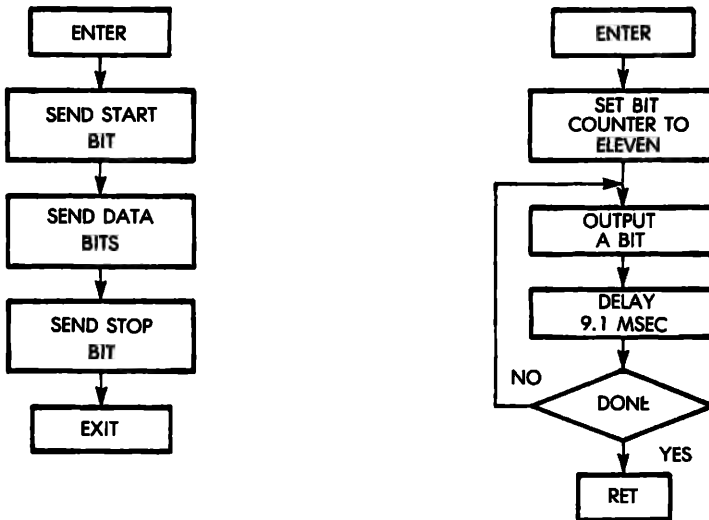 ENTER
SEND START
BIT
SEND DATA
BITS
SEND STOP
BIT
EXIT
ENTER
SET BIT
COUNTER TO
ELEVEN
OUTPUT
A BIT
DELAY
9.1 MSEC
NO
DONE
YES
RET